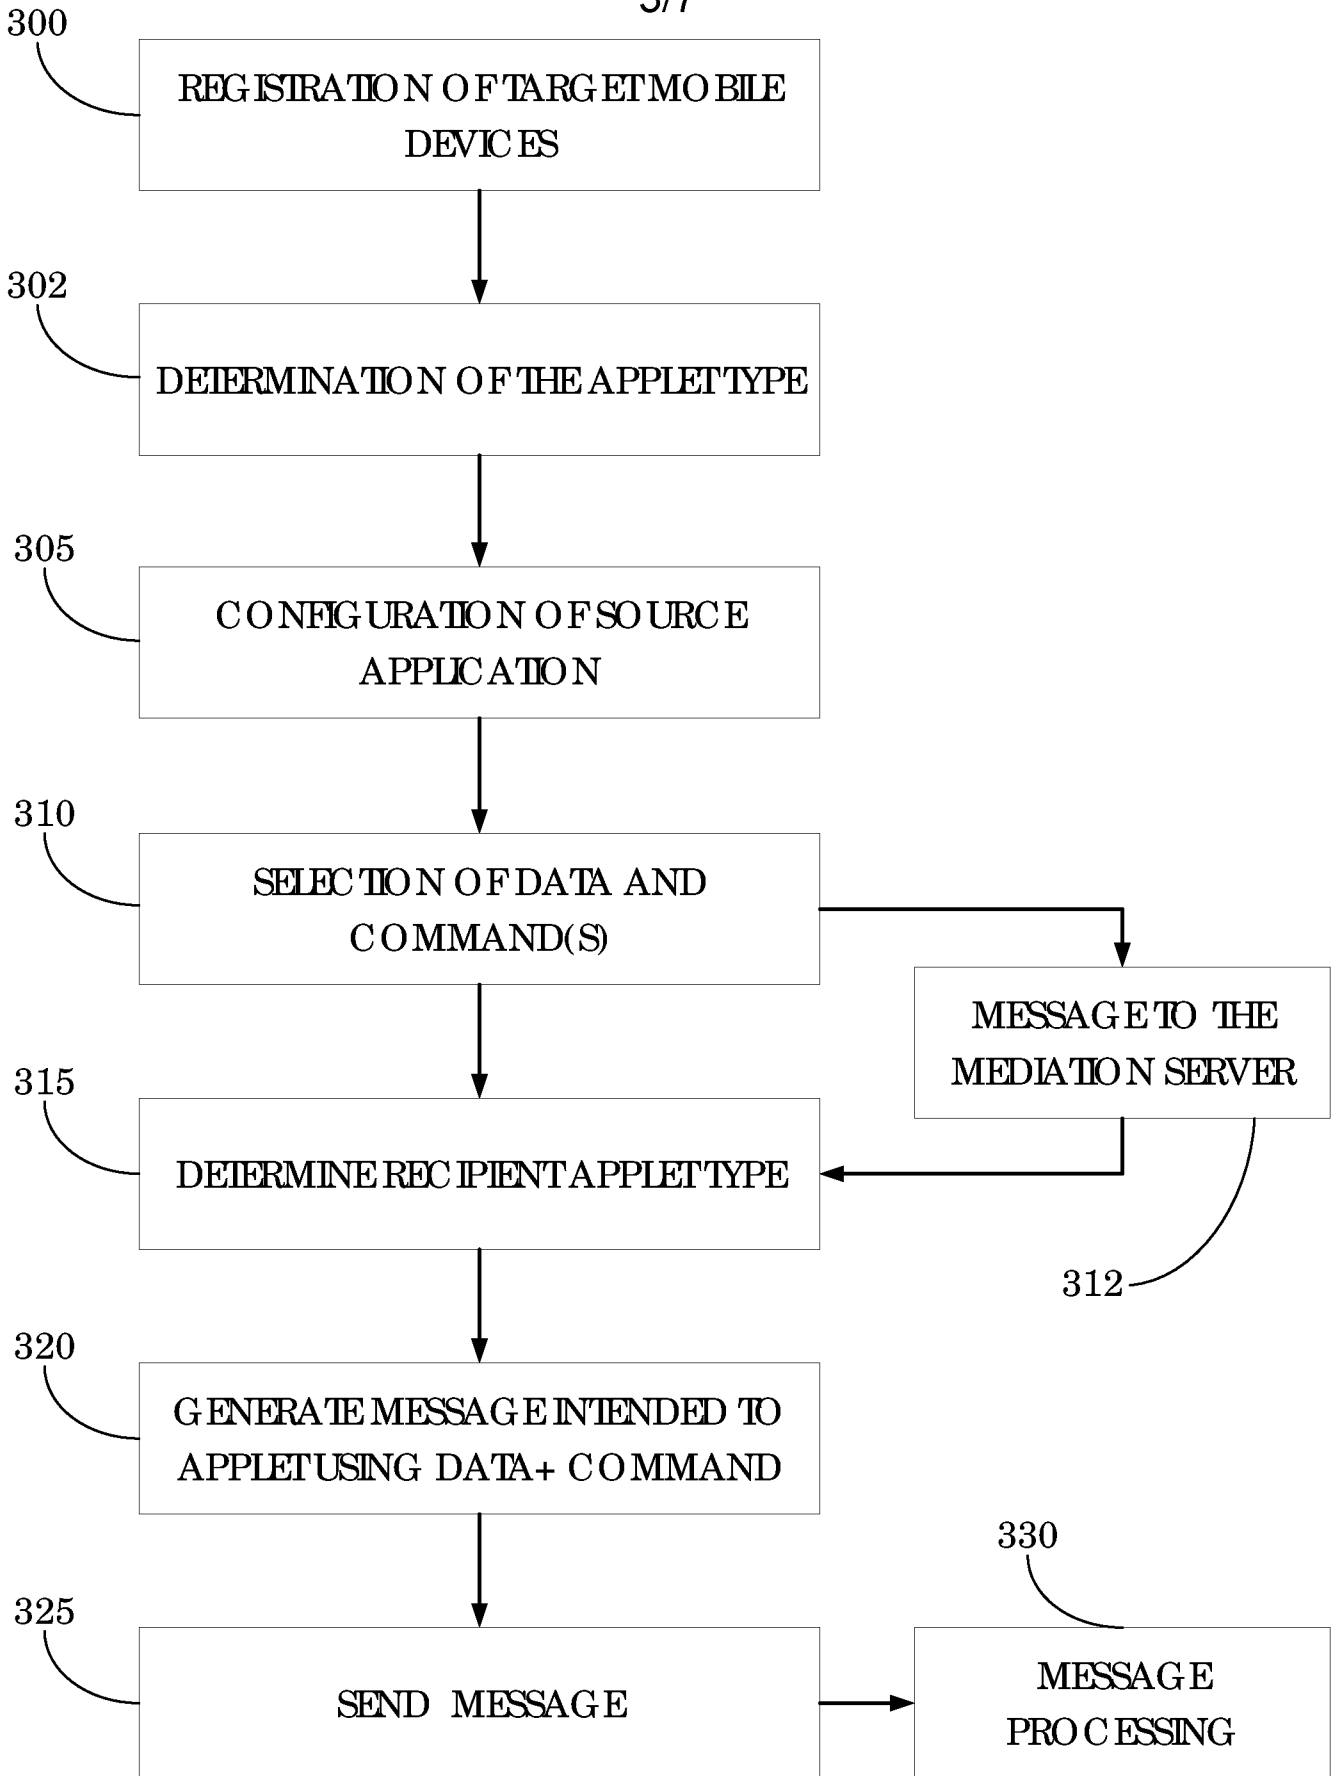 3/7
300
REGISTRATION OF TARGET MOBILE
DEVICES
302
DETERMINATION OF THE APPLET TYPE
305
CONFIGURATION OF SOURCE
APPLICATION
310
SELECTION OF DATA AND
COMMAND(S)
MESSAGE TO THE
MEDIATION SERVER
315
DETERMINE RECIPIENT APPLET TYPE
312
320
GENERATE MESSAGE INTENDED TO
APPLET USING DATA+ COMMAND
330
325
SEND MESSAGE
MESSAGE
PROCESSING